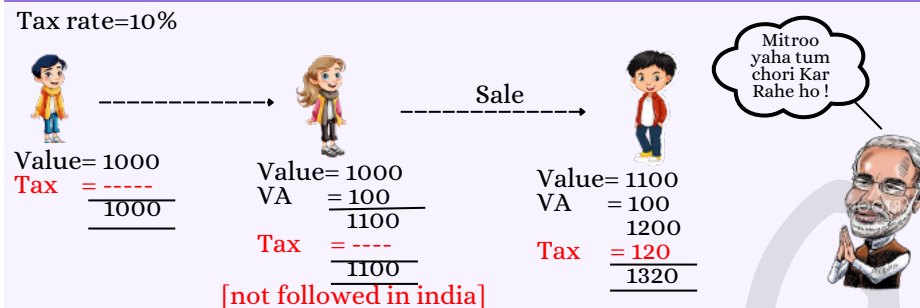 Tax rate=10%
Mitroo
yaha tum
chori Kar
Rahe ho !
Sale
Value= 1000
Tax = -----
1000
Value= 1000
VA = 100
1100
Tax = ----
1100
[not followed in india]
Value= 1100
VA = 100
1200
Tax = 120
1320